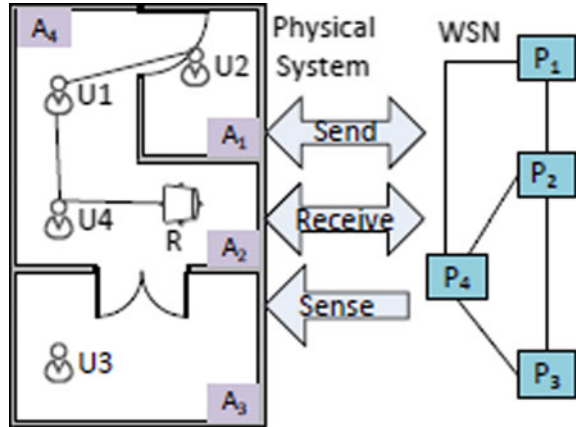 A4
U2
Physical
System
WSN
P1
U1
A1
Send
P2
U4
R
A2
Receive
P4
Sense
U3
A3
P3